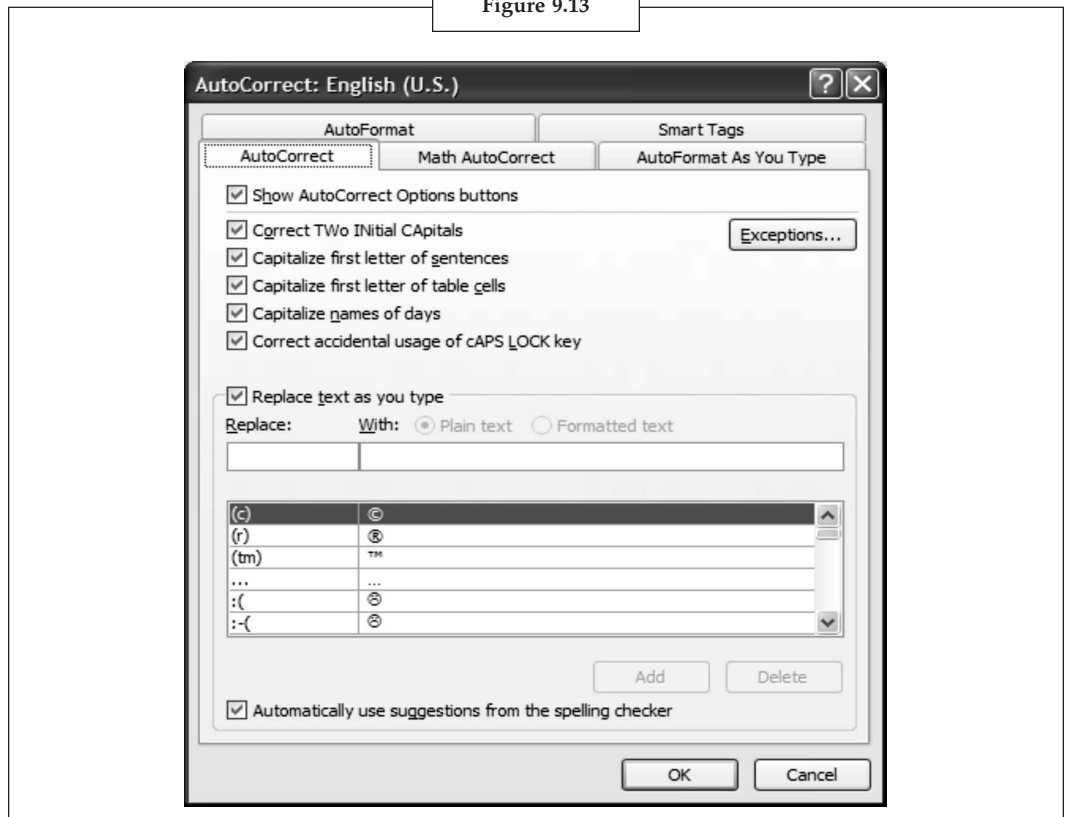 Figure 9.13
AutoCorrect: English (U.S.)
AutoFormat Smart Tags
AutoCorrect Math AutoCorrect AutoFormat As You Type
Show AutoCorrect Options buttons
Correct TWo INitial CApitals Exceptions...
Capitalize first letter of sentences
Capitalize first letter of table cells
Capitalize names of days
Correct accidental usage of cAPS LOCK key
Replace text as you type
Replace: With: Plain text Formatted text
(c) ©
(r) ®
(tm) ™
... ...
:( ☹
:-( ☹
Add Delete
Automatically use suggestions from the spelling checker
OK Cancel